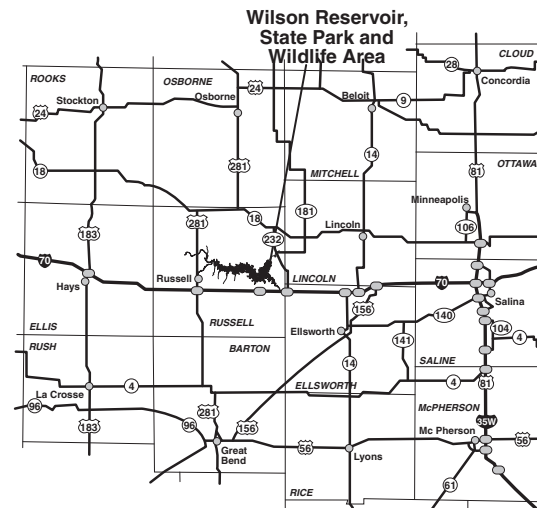 Wilson Reservoir,
State Park and
Wildlife Area
CLOUD
28
Concordia
ROOKS
OSBORNE
24
Stockton
Osborne
24
Beloit
9
281
14
81
OTTAWA
18
MITCHELL
181
Minneapolis
183
281
18
232
Lincoln
106
70
Hays
Russell
LINCOLN
70
156
Salina
140
ELLIS
RUSSELL
Ellsworth
141
104
4
RUSH
BARTON
14
SALINE
ELLSWORTH
4
4
81
La Crosse
96
183
281
96
156
Great
Bend
56
Lyons
McPHERSON
35W
Mc Pherson
56
61
RICE